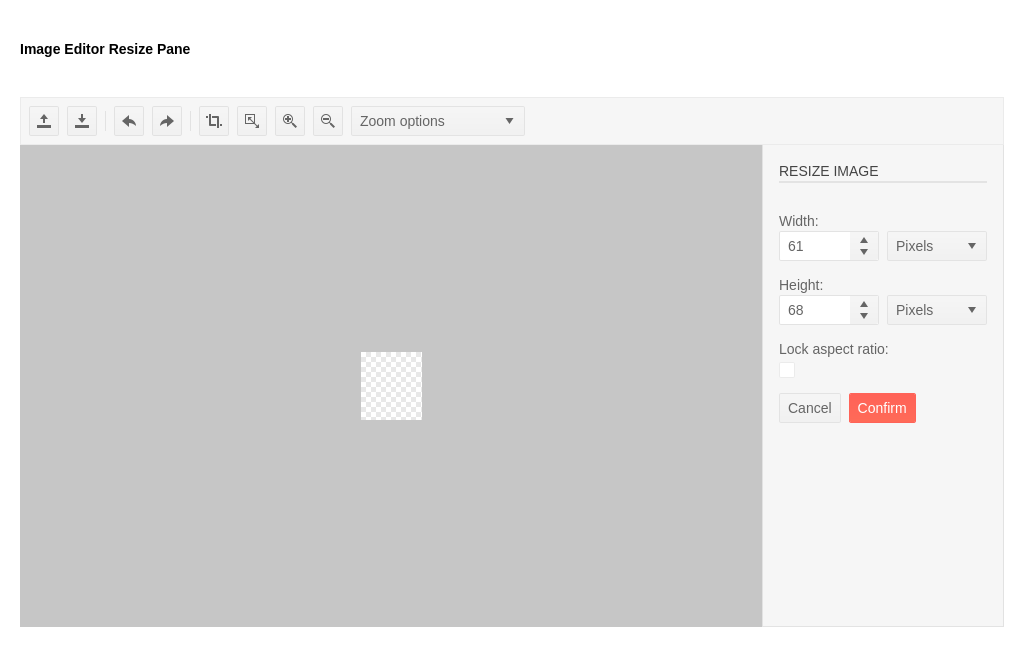 Image Editor Resize Pane
Zoom options
RESIZE IMAGE
Width:
61 Pixels
Height:
68 Pixels
Lock aspect ratio:
Cancel Confirm